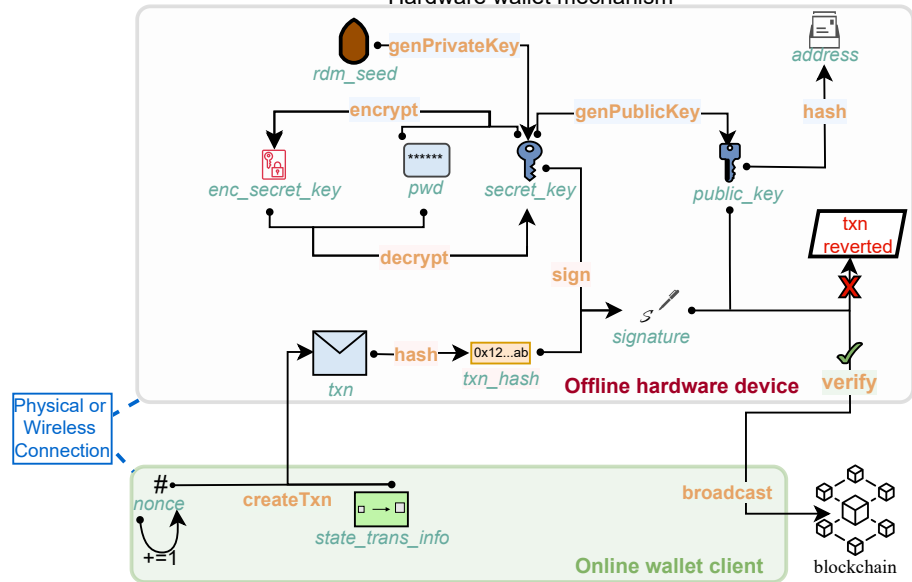 Hardware wallet mechanism
genPrivateKey
rdm_seed
address
encrypt
genPublicKey
hash
******
enc_secret_key
pwd
secret_key
public_key
txn
reverted
decrypt
sign
signature
0x12...ab
hash
txn
txn_hash
Offline hardware device
verify
Physical or
Wireless
Connection
#
nonce
createTxn
broadcast
state_trans_info
+=1
Online wallet client
blockchain